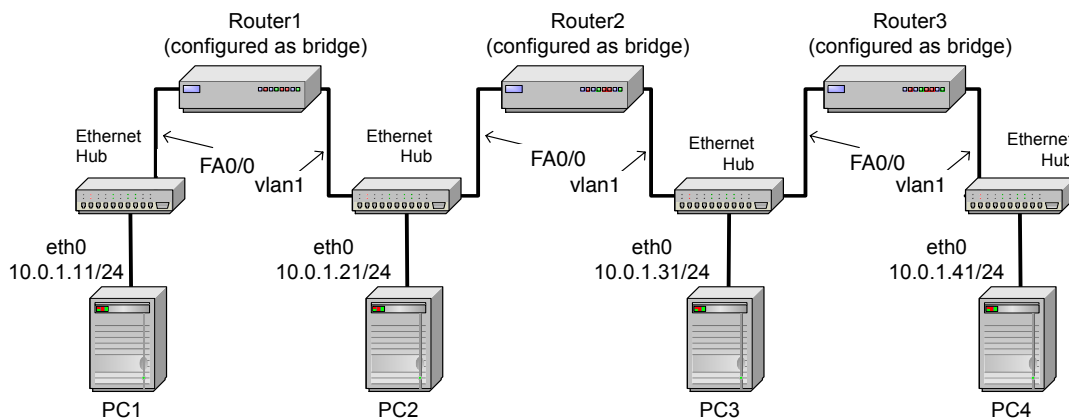 Router1
(configured as bridge)
Router2
(configured as bridge)
Router3
(configured as bridge)
Ethernet
Hub
FA0/0
vlan1
Ethernet
Hub
FA0/0
vlan1
Ethernet
Hub
FA0/0
vlan1
Ethernet
Hub
eth0
10.0.1.11/24
eth0
10.0.1.21/24
eth0
10.0.1.31/24
eth0
10.0.1.41/24
PC1
PC2
PC3
PC4